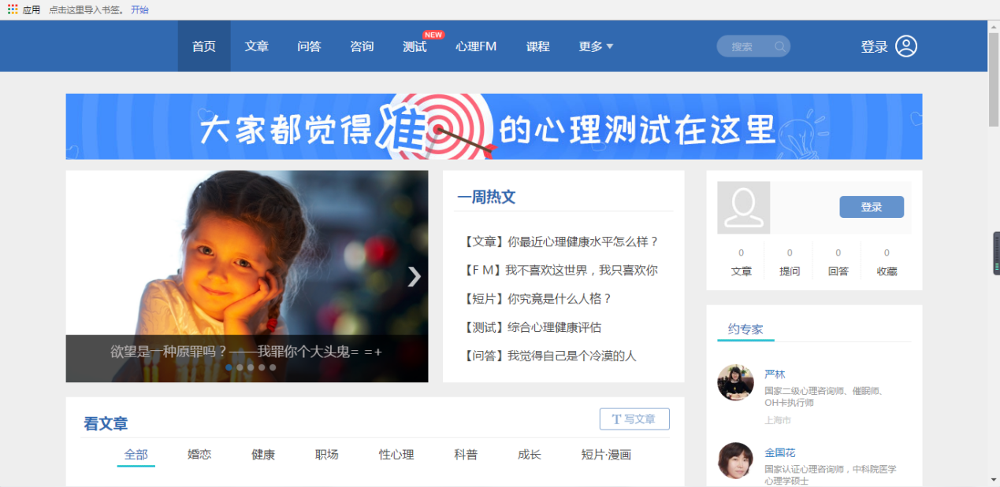 应用 点击这里导入书签。 开始
首页 文章 问答 咨询 测试 NEW 心理FM 课程 更多 搜索 登录
大家都觉得准的心理测试在这里
欲望是一种原罪吗？——我罪你个大头鬼= =+
一周热文
【文章】你最近心理健康水平怎么样？
【F M】我不喜欢这世界，我只喜欢你
【短片】你究竟是什么人格？
【测试】综合心理健康评估
【问答】我觉得自己是个冷漠的人
登录
0 0 0 0
文章 提问 回答 收藏
约专家
严林
国家二级心理咨询师、催眠师、
OH卡执行师
上海市
金国花
国家认证心理咨询师，中科院医学
心理学硕士
看文章 T 写文章
全部 婚恋 健康 职场 性心理 科普 成长 短片·漫画